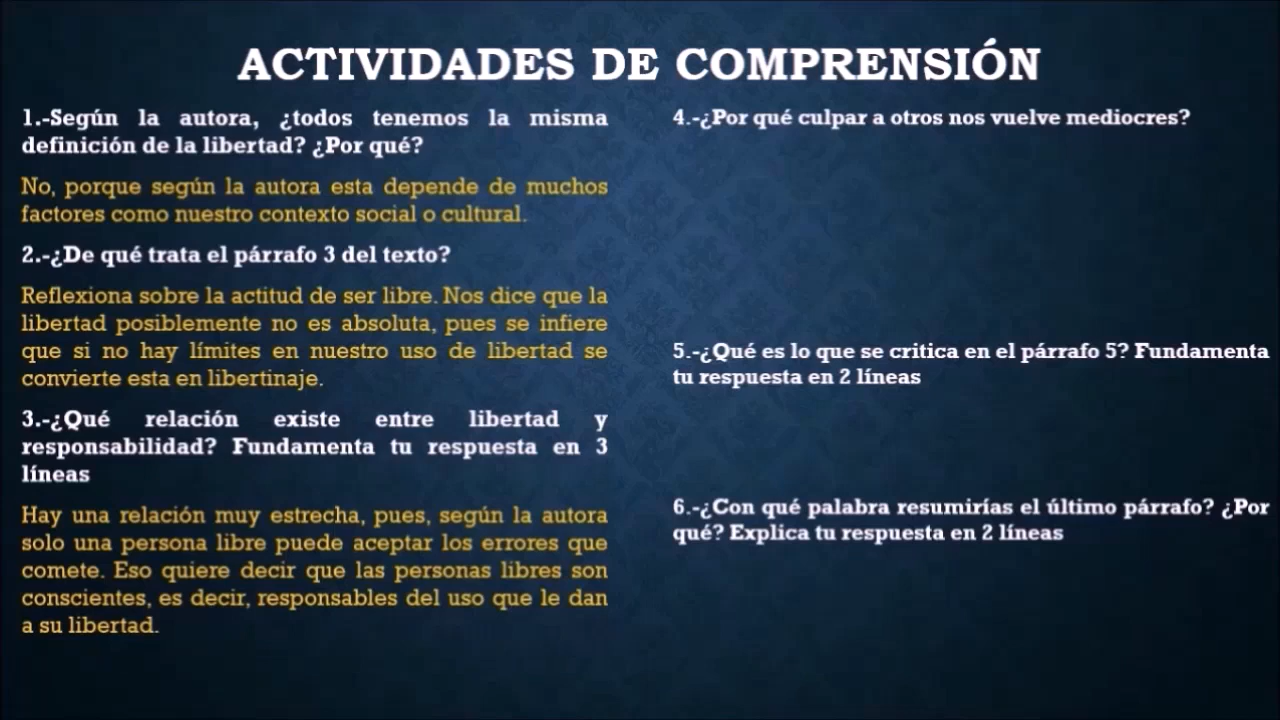 ACTIVIDADES DE COMPRENSIÓN
1.-Según la autora, ¿todos tenemos la misma
definición de la libertad? ¿Por qué?
No, porque según la autora esta depende de muchos
factores como nuestro contexto social o cultural.
2.-¿De qué trata el párrafo 3 del texto?
Reflexiona sobre la actitud de ser libre. Nos dice que la
libertad posiblemente no es absoluta, pues se infiere
que si no hay límites en nuestro uso de libertad se
convierte esta en libertinaje.
3.-¿Qué relación existe entre libertad y
responsabilidad? Fundamenta tu respuesta en 3
líneas
Hay una relación muy estrecha, pues, según la autora
solo una persona libre puede aceptar los errores que
comete. Eso quiere decir que las personas libres son
conscientes, es decir, responsables del uso que le dan
a su libertad.
4.-¿Por qué culpar a otros nos vuelve mediocres?
5.-¿Qué es lo que se critica en el párrafo 5? Fundamenta
tu respuesta en 2 líneas
6.-¿Con qué palabra resumirías el último párrafo? ¿Por
qué? Explica tu respuesta en 2 líneas